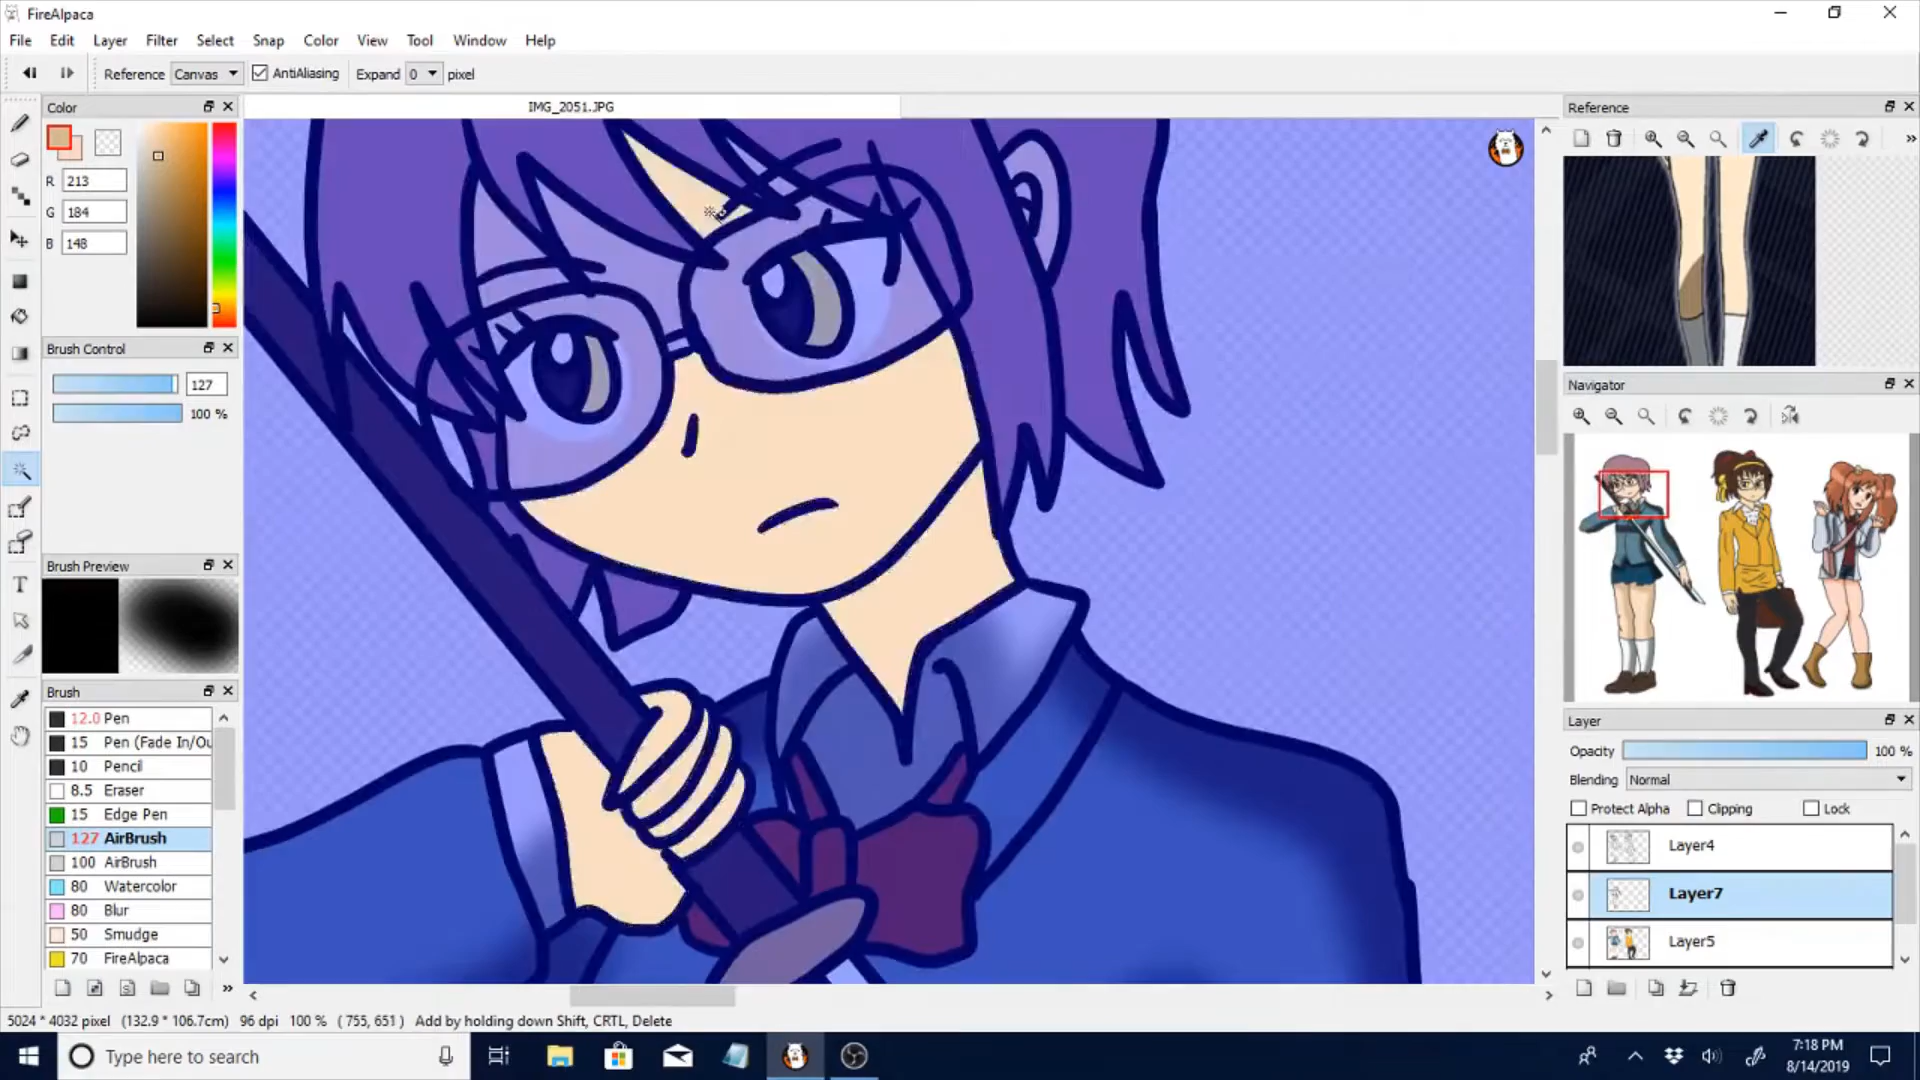 FireAlpaca
File Edit Layer Filter Select Snap Color View Tool Window Help
Reference Canvas AntiAliasing Expand 0 pixel
Color
IMG_2051.JPG
Reference
R 213
G 184
B 148
Brush Control
127
100 %
Navigator
Brush Preview
Brush
12.0 Pen
15 Pen (Fade In/Ou
10 Pencil
8.5 Eraser
15 Edge Pen
127 AirBrush
100 AirBrush
80 Watercolor
80 Blur
50 Smudge
70 FireAlpaca
Layer
Opacity 100 %
Blending Normal
Protect Alpha Clipping Lock
Layer4
Layer7
Layer5
5024 * 4032 pixel (132.9 * 106.7cm) 96 dpi 100 % ( 755, 651 ) Add by holding down Shift, CRTL, Delete
Type here to search
7:18 PM
8/14/2019